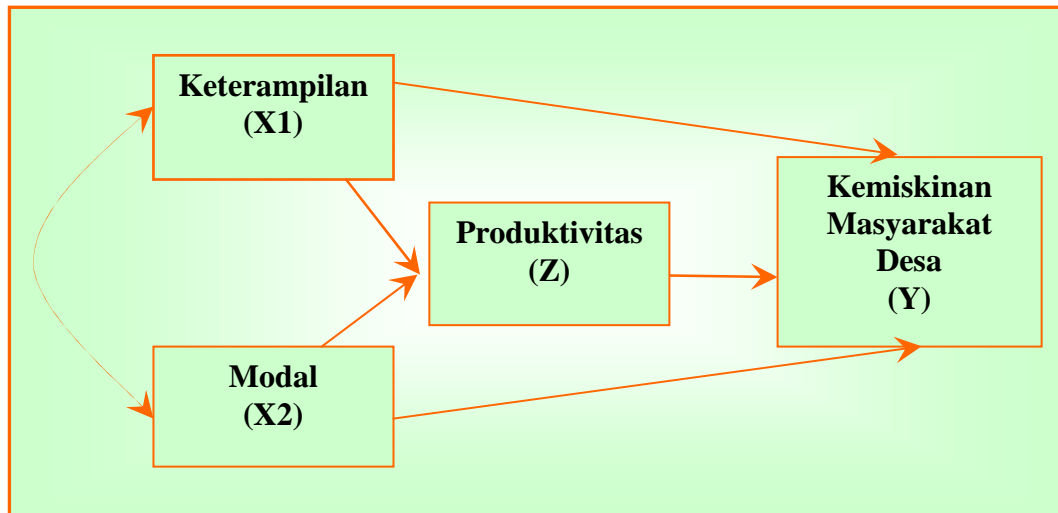 Keterampilan
(X1)
Produktivitas
(Z)
Kemiskinan
Masyarakat
Desa
(Y)
Modal
(X2)